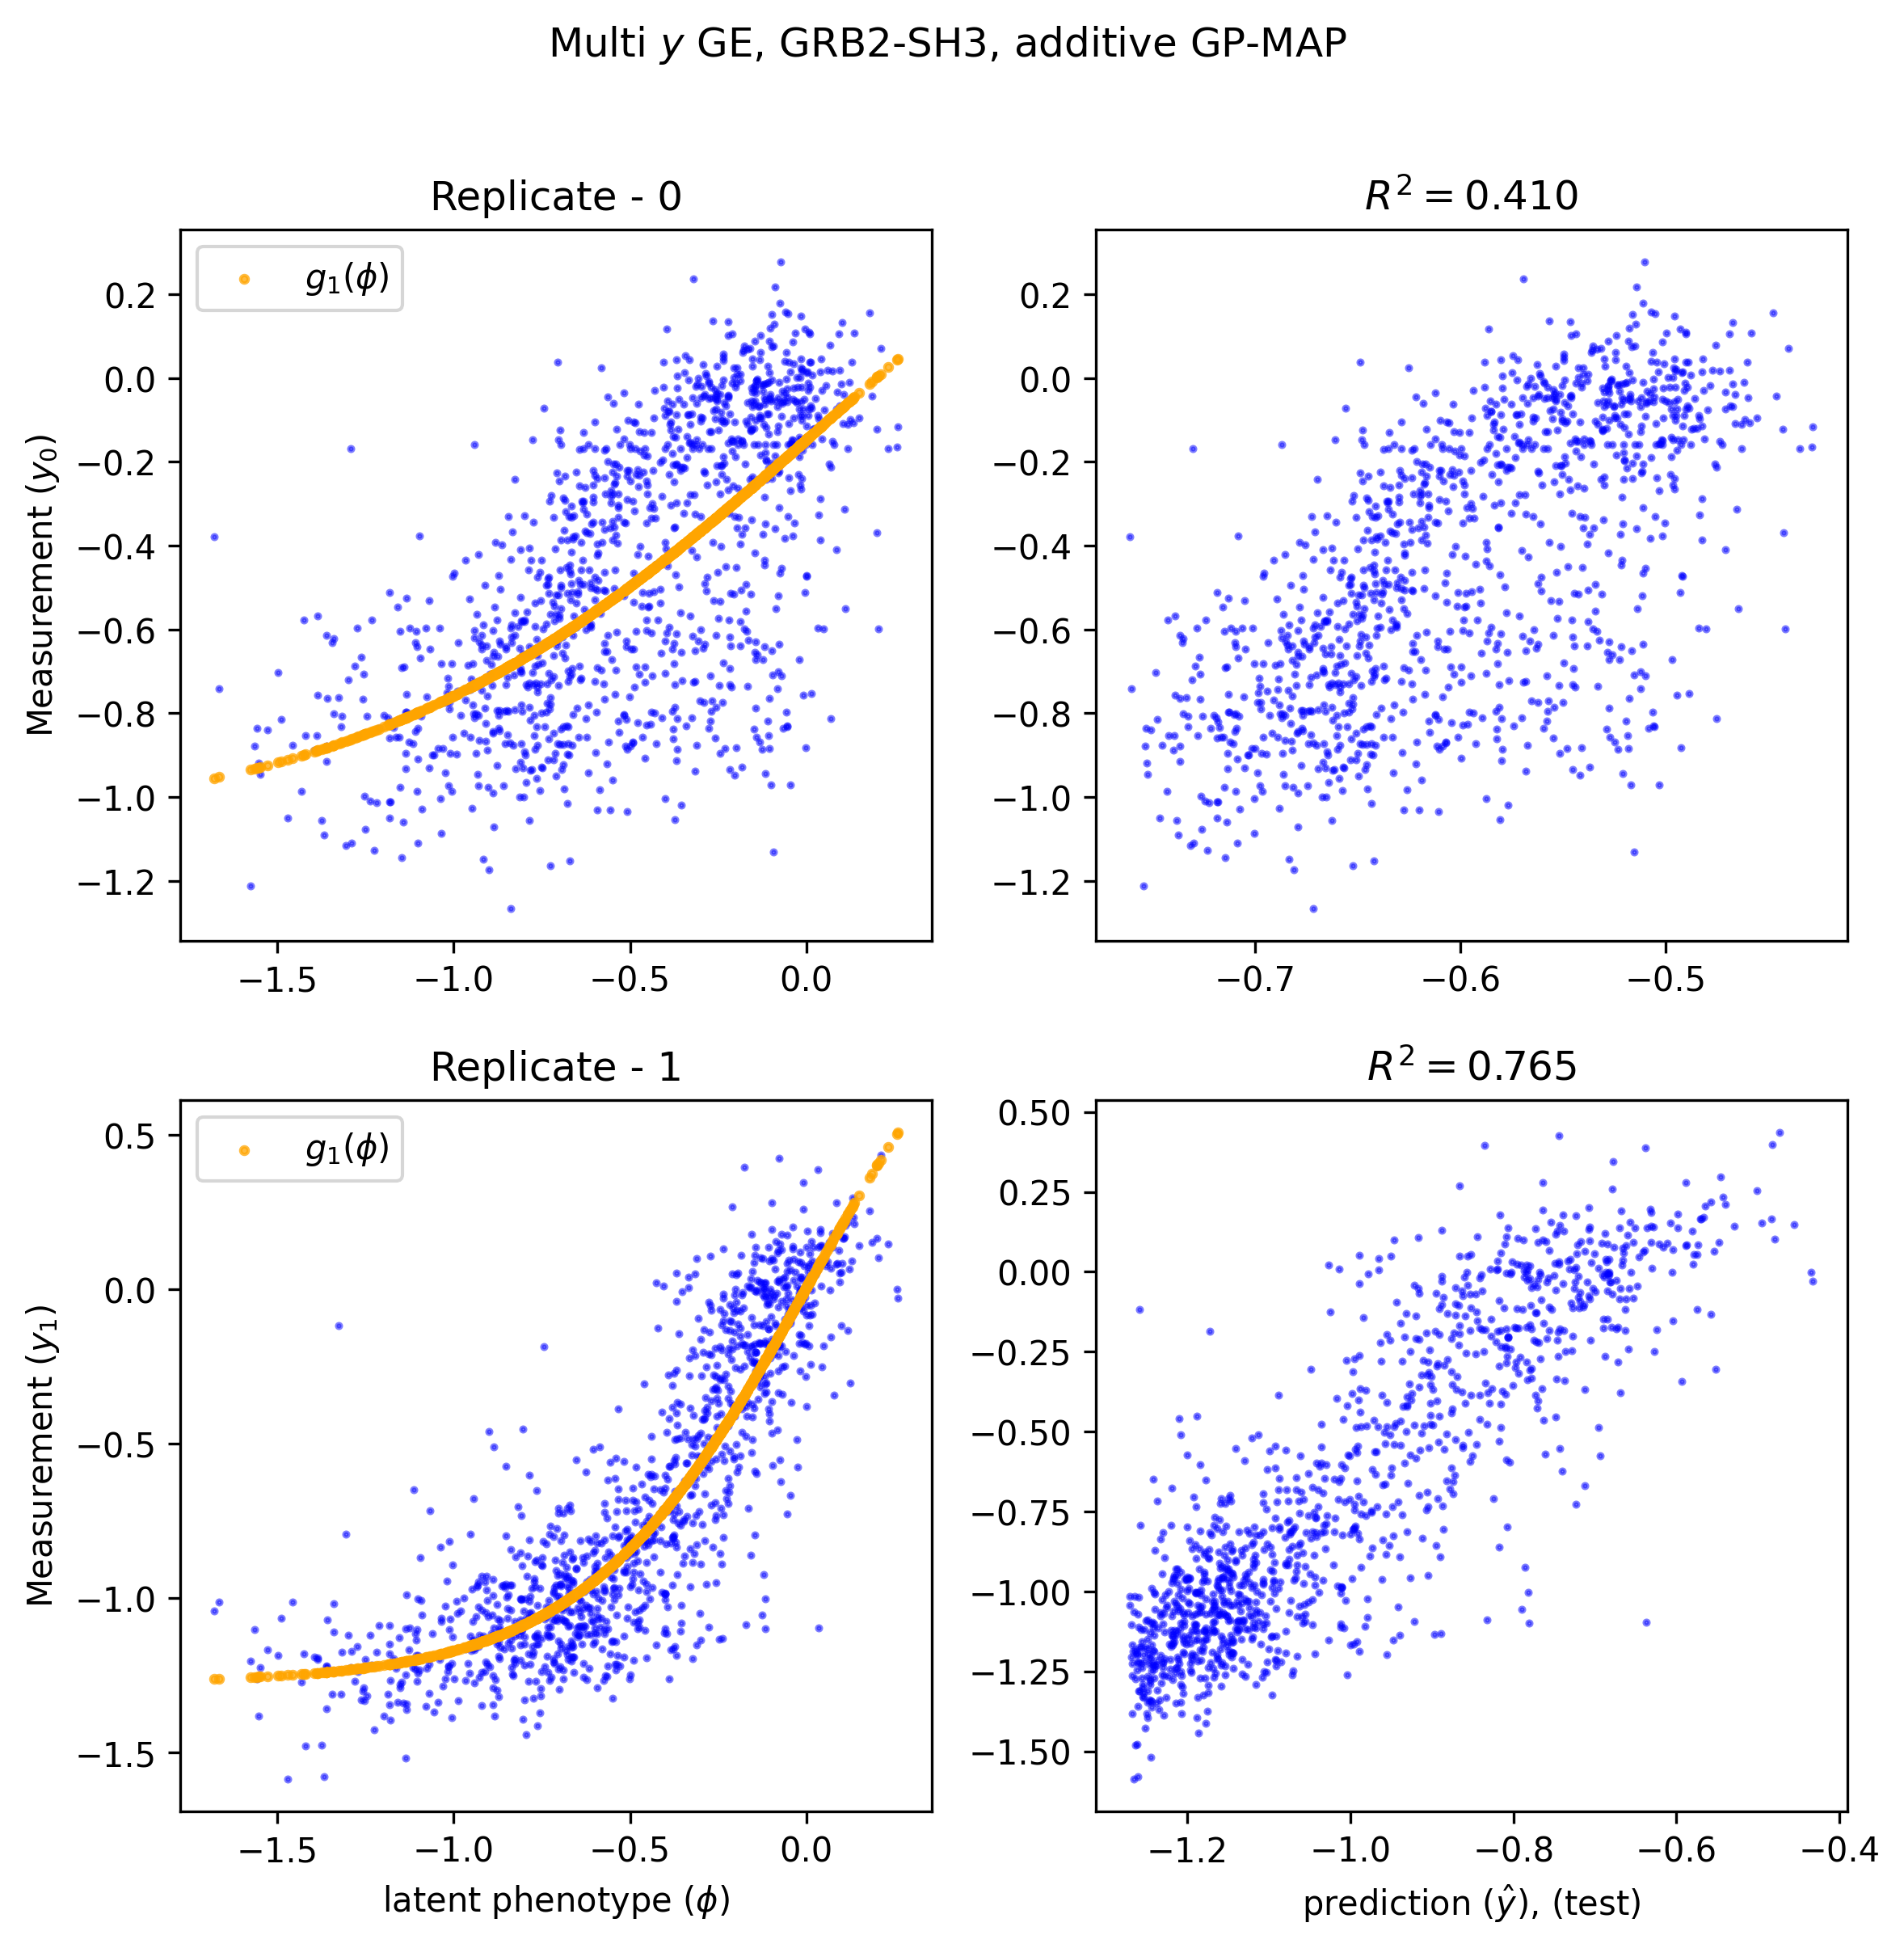 Multi y GE, GRB2-SH3, additive GP-MAP
Replicate - 0
g₁(ϕ)
Measurement (y₀)
0.2
0.0
−0.2
−0.4
−0.6
−0.8
−1.0
−1.2
−1.5 −1.0 −0.5 0.0
R² = 0.410
0.2
0.0
−0.2
−0.4
−0.6
−0.8
−1.0
−1.2
−0.7 −0.6 −0.5
Replicate - 1
g₁(ϕ)
Measurement (y₁)
0.5
0.0
−0.5
−1.0
−1.5
−1.5 −1.0 −0.5 0.0
latent phenotype (ϕ)
R² = 0.765
0.50
0.25
0.00
−0.25
−0.50
−0.75
−1.00
−1.25
−1.50
−1.2 −1.0 −0.8 −0.6 −0.4
prediction (ŷ), (test)